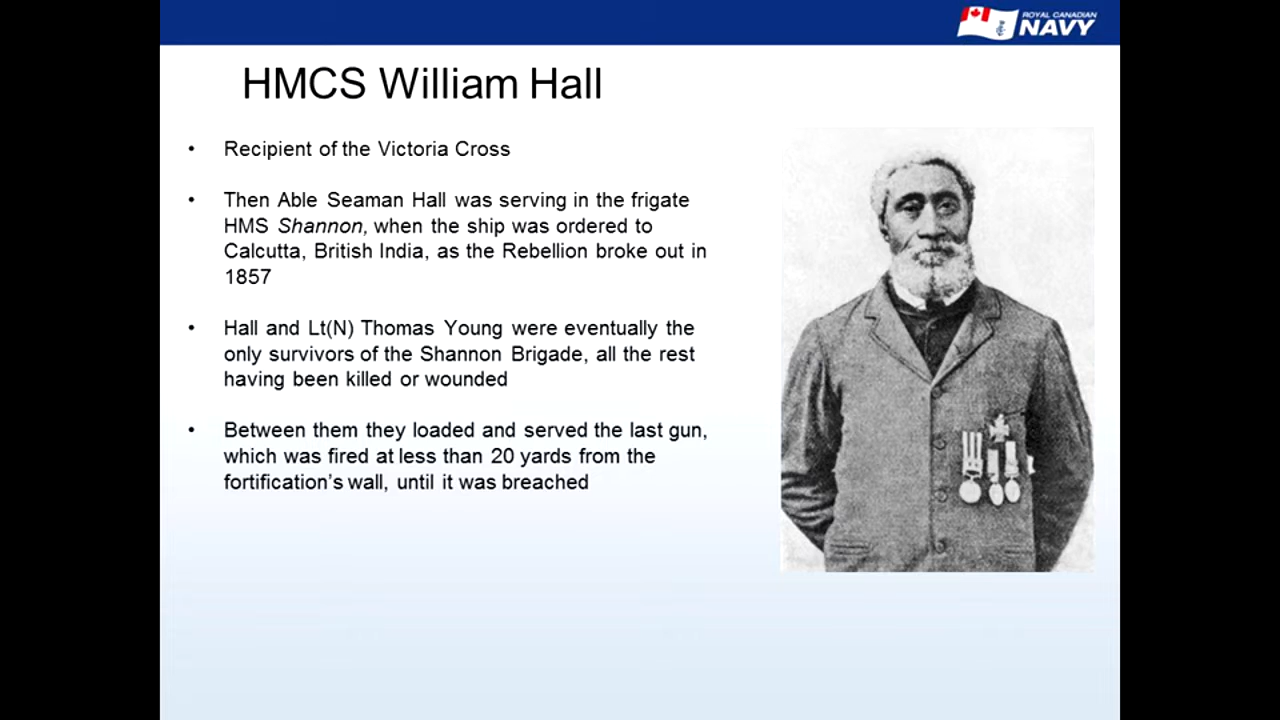 ROYAL CANADIAN
NAVY
HMCS William Hall
• Recipient of the Victoria Cross
• Then Able Seaman Hall was serving in the frigate
HMS Shannon, when the ship was ordered to
Calcutta, British India, as the Rebellion broke out in
1857
• Hall and Lt(N) Thomas Young were eventually the
only survivors of the Shannon Brigade, all the rest
having been killed or wounded
• Between them they loaded and served the last gun,
which was fired at less than 20 yards from the
fortification's wall, until it was breached